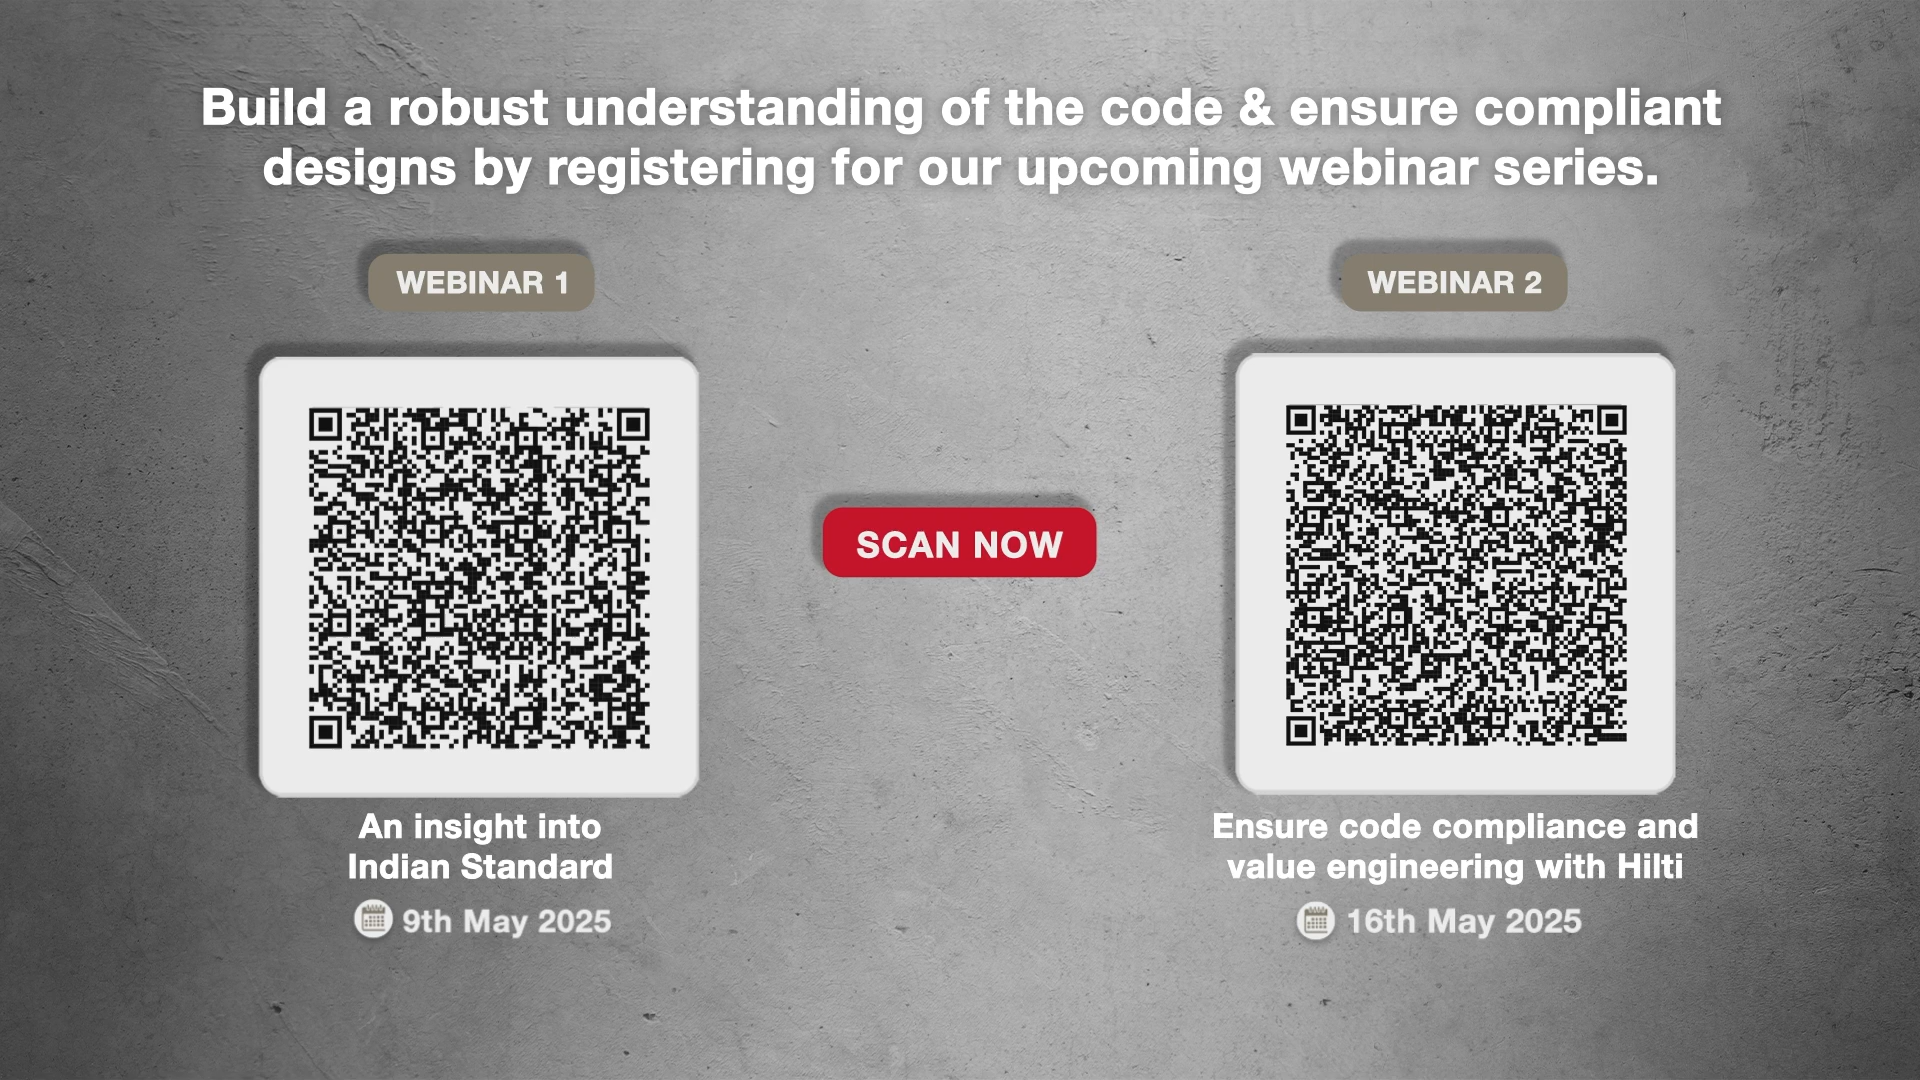 Build a robust understanding of the code & ensure compliant
designs by registering for our upcoming webinar series.
WEBINAR 1
An insight into
Indian Standard
9th May 2025
SCAN NOW
WEBINAR 2
Ensure code compliance and
value engineering with Hilti
16th May 2025